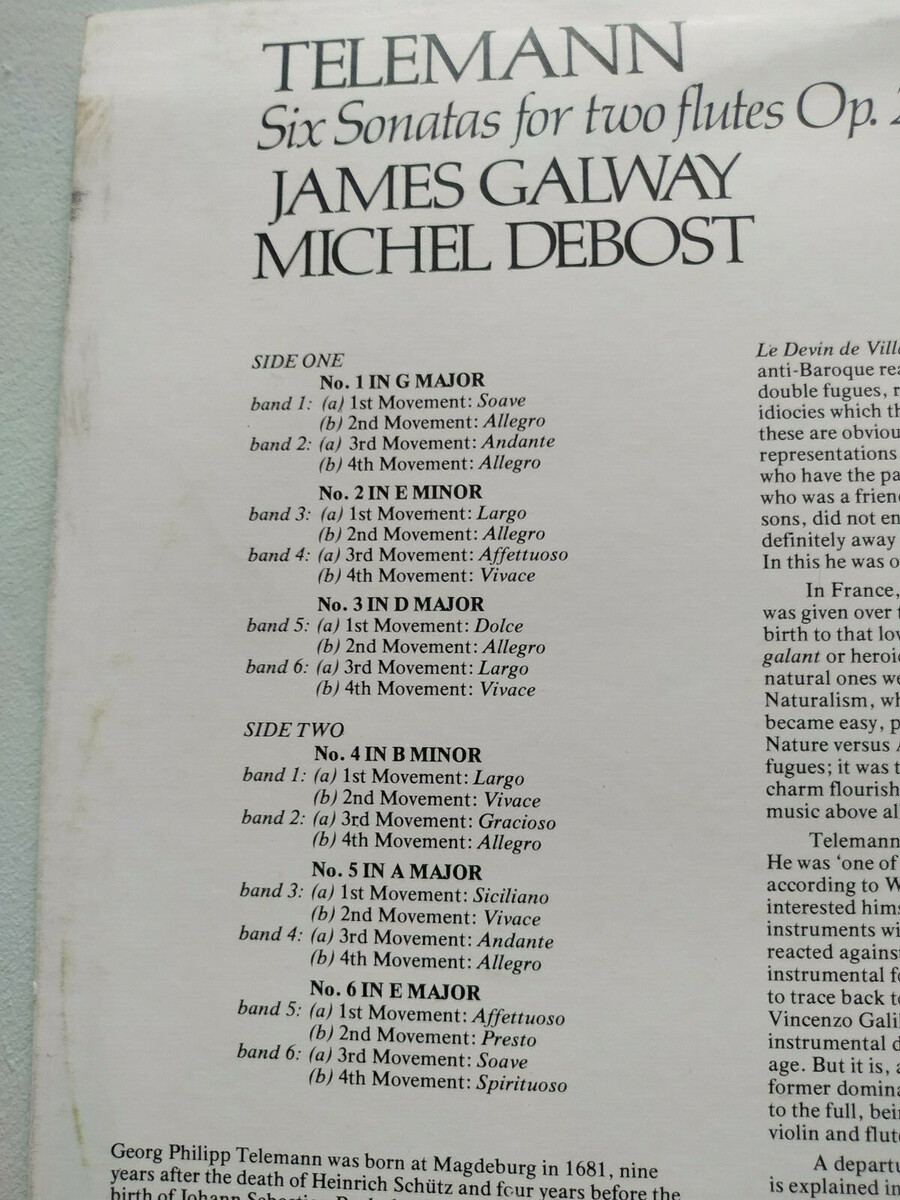 TELEMANN
Six Sonatas for two flutes Op.
JAMES GALWAY
MICHEL DEBOST
SIDE ONE
No. 1 IN G MAJOR
band 1: (a) 1st Movement: Soave
(b) 2nd Movement: Allegro
band 2: (a) 3rd Movement: Andante
(b) 4th Movement: Allegro
No. 2 IN E MINOR
band 3: (a) 1st Movement: Largo
(b) 2nd Movement: Allegro
band 4: (a) 3rd Movement: Affettuoso
(b) 4th Movement: Vivace
No. 3 IN D MAJOR
band 5: (a) 1st Movement: Dolce
(b) 2nd Movement: Allegro
band 6: (a) 3rd Movement: Largo
(b) 4th Movement: Vivace
SIDE TWO
No. 4 IN B MINOR
band 1: (a) 1st Movement: Largo
(b) 2nd Movement: Vivace
band 2: (a) 3rd Movement: Gracioso
(b) 4th Movement: Allegro
No. 5 IN A MAJOR
band 3: (a) 1st Movement: Siciliano
(b) 2nd Movement: Vivace
band 4: (a) 3rd Movement: Andante
(b) 4th Movement: Allegro
No. 6 IN E MAJOR
band 5: (a) 1st Movement: Affettuoso
(b) 2nd Movement: Presto
band 6: (a) 3rd Movement: Soave
(b) 4th Movement: Spirituoso
Georg Philipp Telemann was born at Magdeburg in 1681, nine
years after the death of Heinrich Schütz and four years before the
birth of Johann
Le Devin de
anti-Baroque
double fugues,
idiocies which
these are
representations
who have the
who was a
sons, did not
definitely away
In this he was
In France,
was given over
birth to that
galant or
natural ones
Naturalism,
became easy,
Nature versus
fugues; it was
charm
music above
Telemann
He was 'one of
according to
interested
instruments
reacted
instrumental
to trace back
Vincenzo
instrumental
age. But it is,
former
to the full,
violin and
A
is explained in